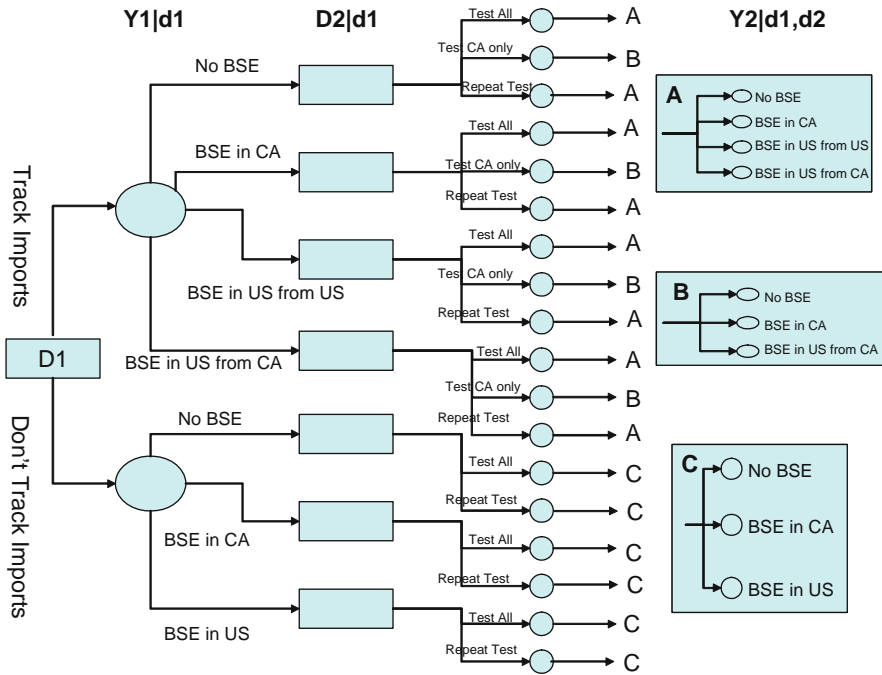 Y1|d1
D2|d1
Y2|d1,d2
Track Imports
D1
Don't Track Imports
No BSE
Test All
A
Test CA only
B
Repeat Test
A
BSE in CA
Test All
A
Test CA only
B
Repeat Test
A
BSE in US from US
Test All
A
Test CA only
B
Repeat Test
A
BSE in US from CA
Test All
A
Test CA only
B
Repeat Test
A
No BSE
Test All
C
Repeat Test
C
BSE in CA
Test All
C
Repeat Test
C
BSE in US
Test All
C
Repeat Test
C
A
No BSE
BSE in CA
BSE in US from US
BSE in US from CA
B
No BSE
BSE in CA
BSE in US from CA
C
No BSE
BSE in CA
BSE in US